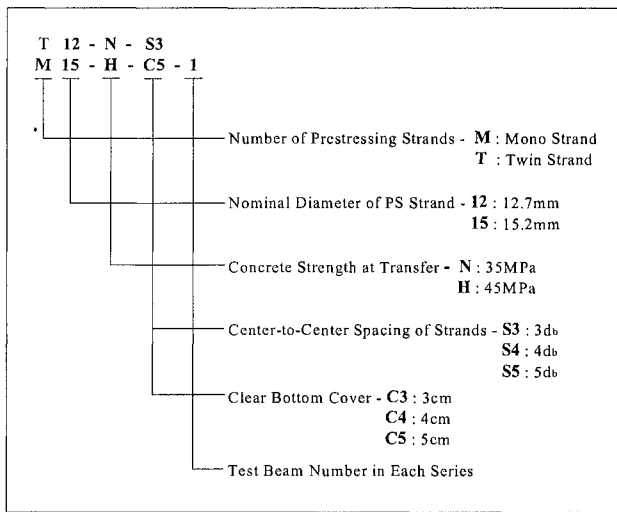 T 12 - N - S3
M 15 - H - C5 - 1
Number of Prestressing Strands - M : Mono Strand
T : Twin Strand
Nominal Diameter of PS Strand - 12 : 12.7mm
15 : 15.2mm
Concrete Strength at Transfer - N : 35MPa
H : 45MPa
Center-to-Center Spacing of Strands - S3 : 3db
S4 : 4db
S5 : 5db
Clear Bottom Cover - C3 : 3cm
C4 : 4cm
C5 : 5cm
Test Beam Number in Each Series